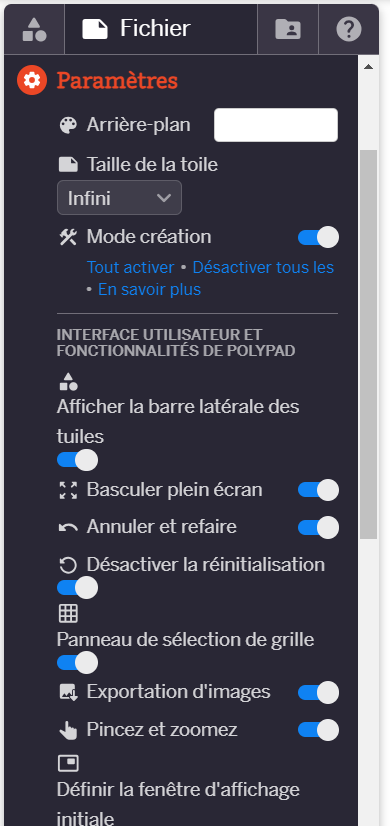 Fichier
Paramètres
Arrière-plan
Taille de la toile
Infini
Mode création
Tout activer • Désactiver tous les
• En savoir plus
INTERFACE UTILISATEUR ET
FONCTIONNALITÉS DE POLYPAD
Afficher la barre latérale des
tuiles
Basculer plein écran
Annuler et refaire
Désactiver la réinitialisation
Panneau de sélection de grille
Exportation d'images
Pincez et zoomez
Définir la fenêtre d'affichage
initiale